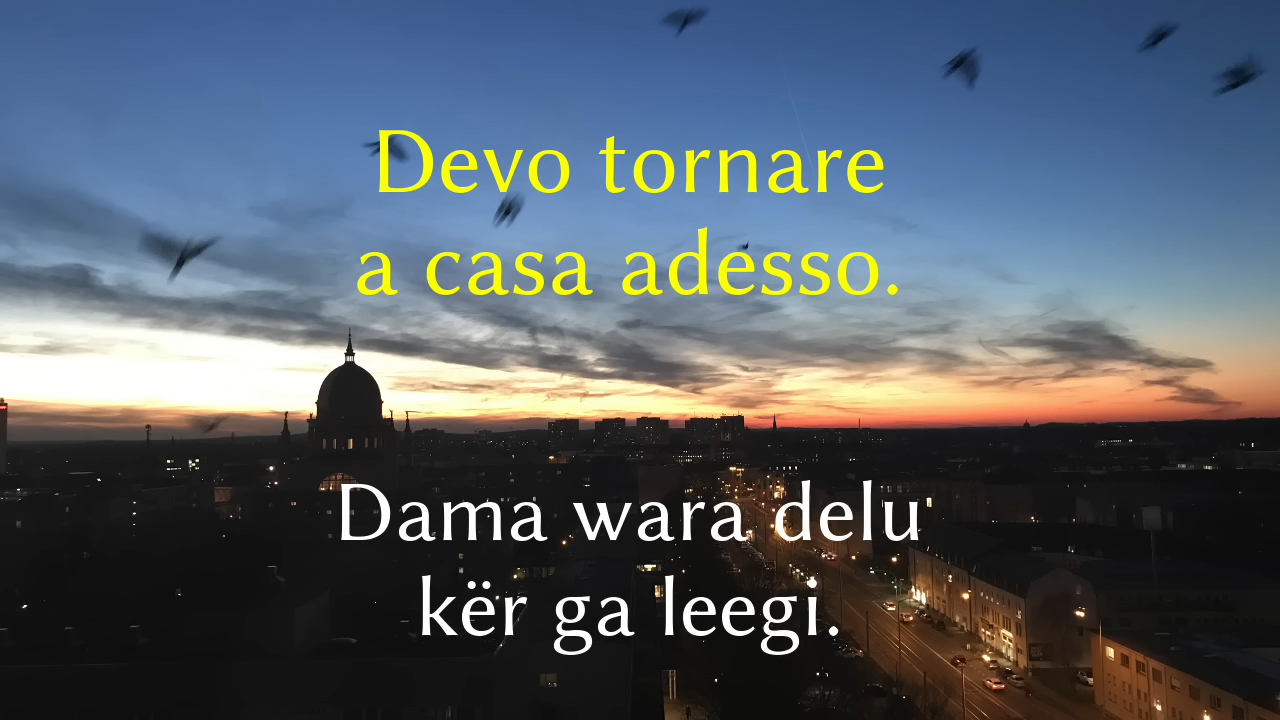 Devo tornare
a casa adesso.
Dama wara delu
kër ga leegi.